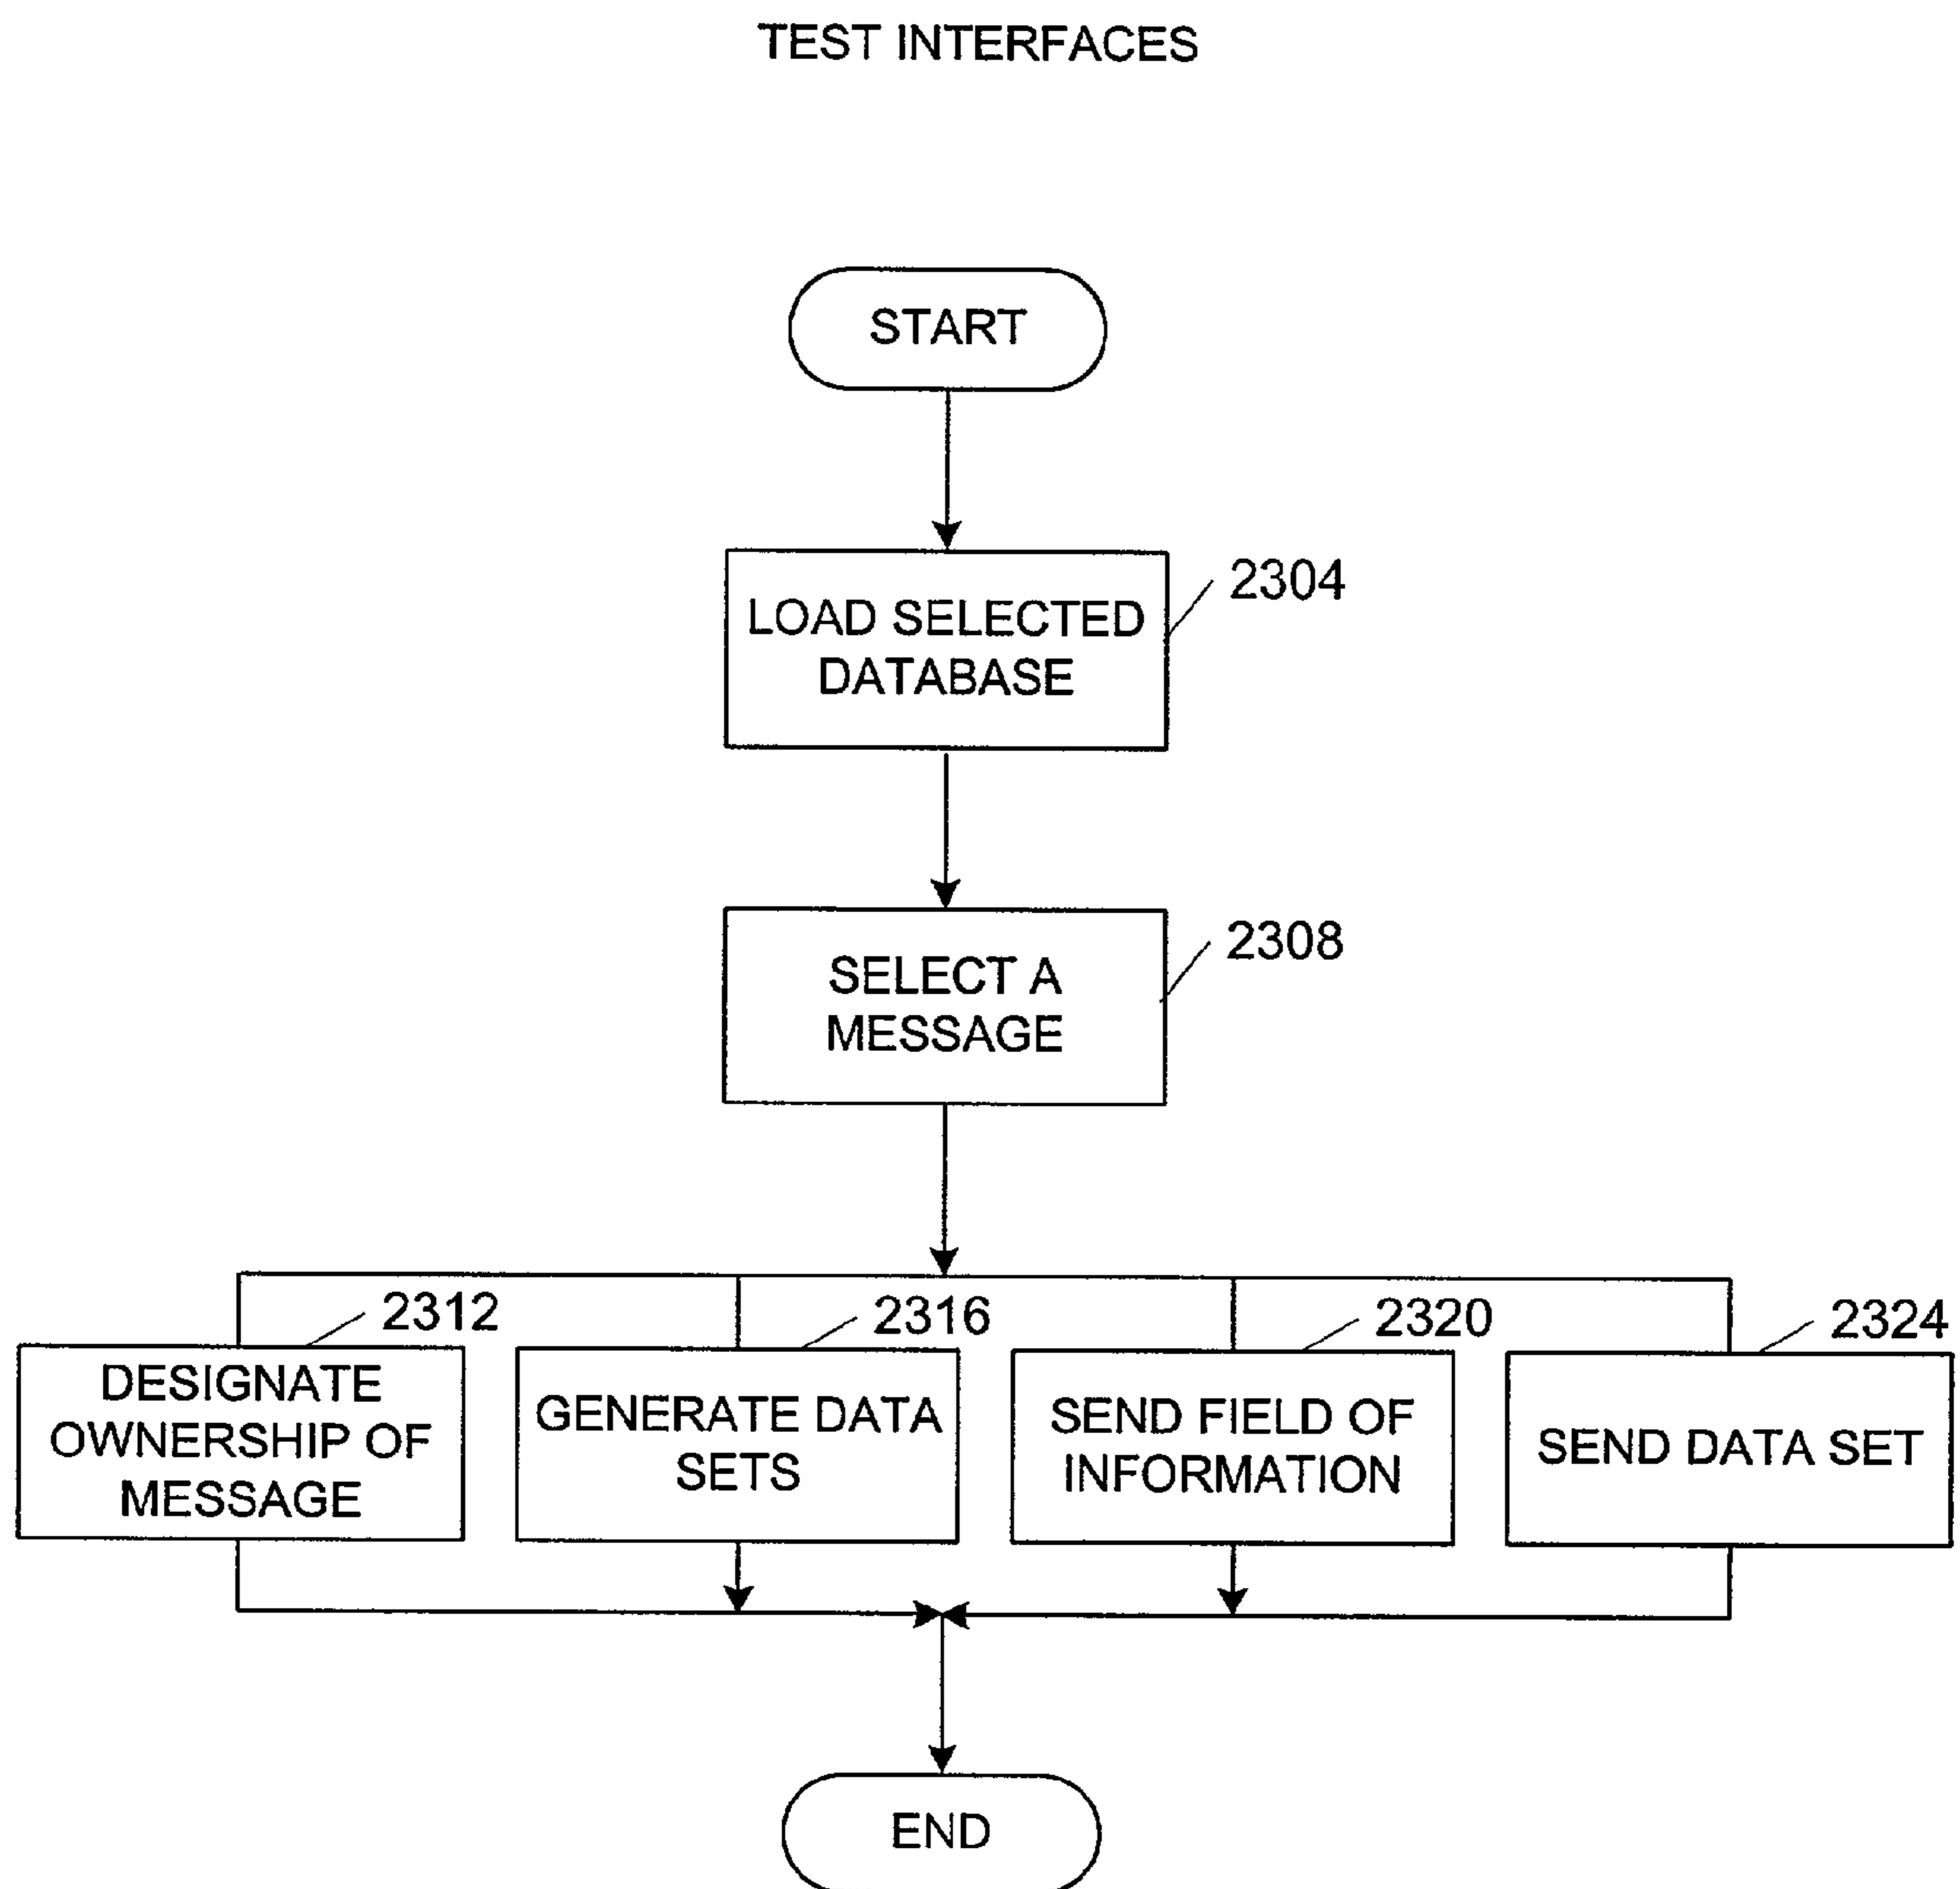 TEST INTERFACES
START
2304
LOAD SELECTED
DATABASE
2308
SELECT A
MESSAGE
2312
DESIGNATE
OWNERSHIP OF
MESSAGE
2316
GENERATE DATA
SETS
2320
SEND FIELD OF
INFORMATION
2324
SEND DATA SET
END